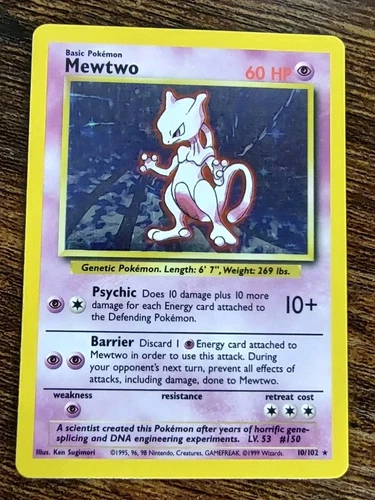 Basic Pokémon
Mewtwo
60 HP
Genetic Pokémon. Length: 6' 7", Weight: 269 lbs.
Psychic Does 10 damage plus 10 more
damage for each Energy card attached to
the Defending Pokémon.
10+
Barrier Discard 1 Energy card attached to
Mewtwo in order to use this attack. During
your opponent's next turn, prevent all effects of
attacks, including damage, done to Mewtwo.
weakness resistance retreat cost
A scientist created this Pokémon after years of horrific gene-
splicing and DNA engineering experiments. LV. 53 #150
Illus. Ken Sugimori ©1995, 96, 98 Nintendo, Creatures, GAMEFREAK. ©1999 Wizards. 10/102 ★